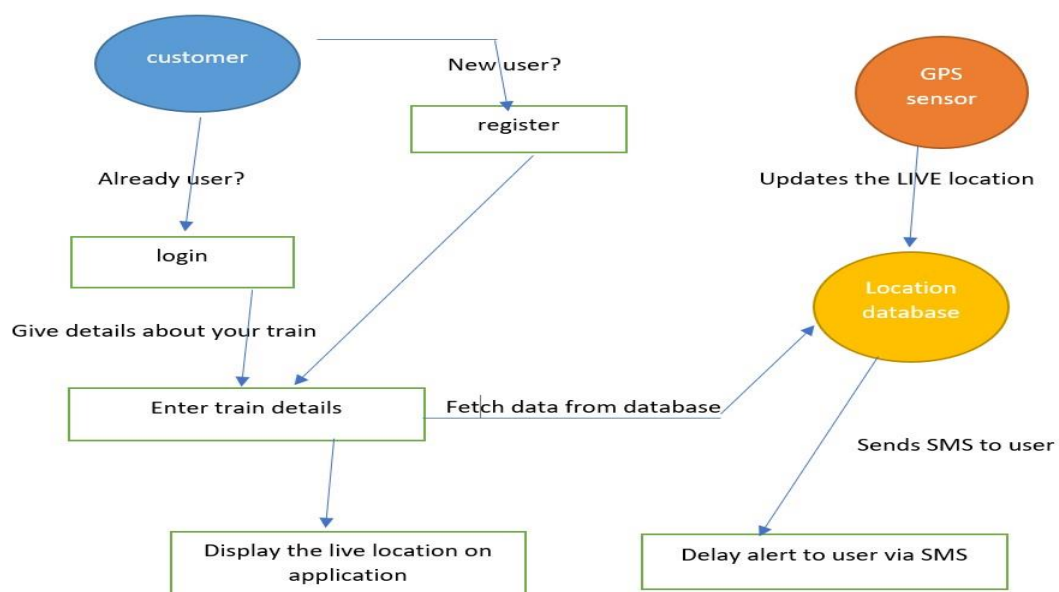 customer
New user?
GPS
sensor
register
Already user?
Updates the LIVE location
login
Location
database
Give details about your train
Enter train details
Fetch data from database
Sends SMS to user
Display the live location on
application
Delay alert to user via SMS